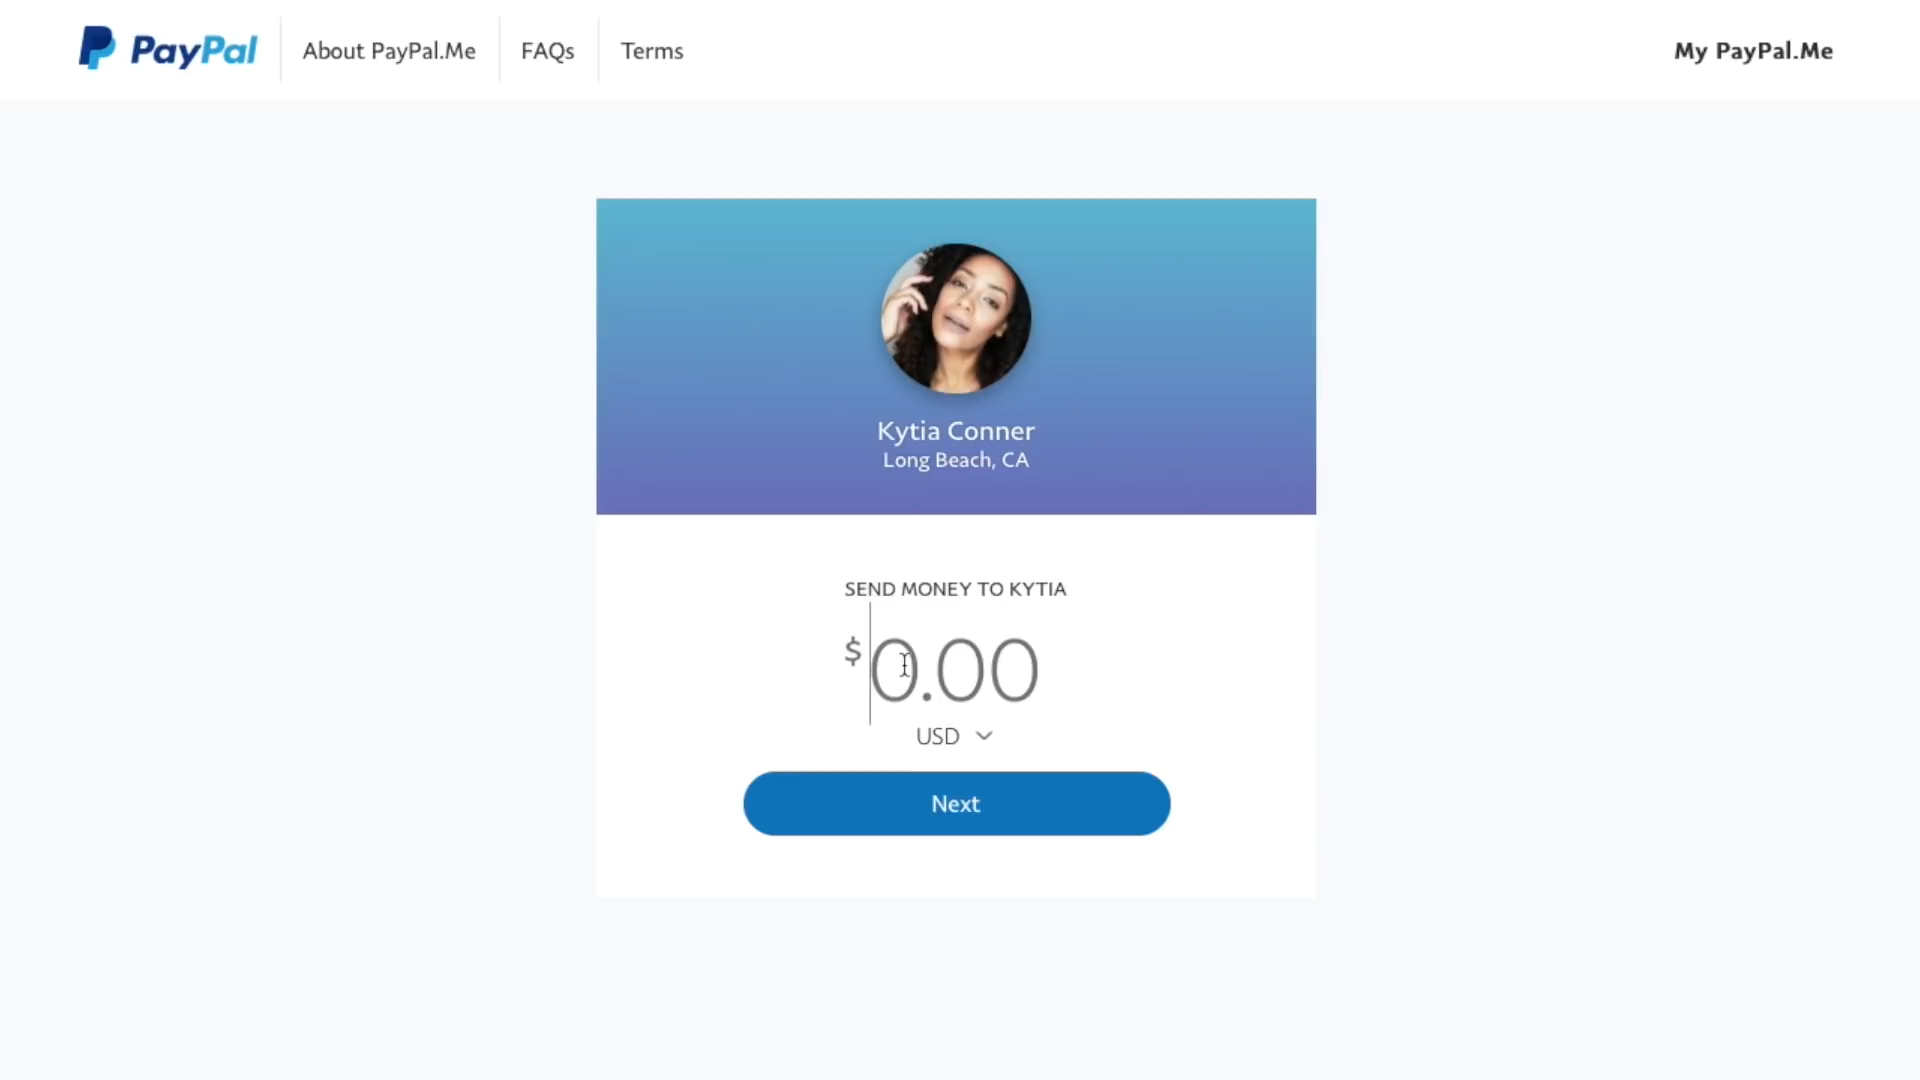 PayPal
About PayPal.Me
FAQs
Terms
My PayPal.Me
Kytia Conner
Long Beach, CA
SEND MONEY TO KYTIA
$0.00
USD
Next